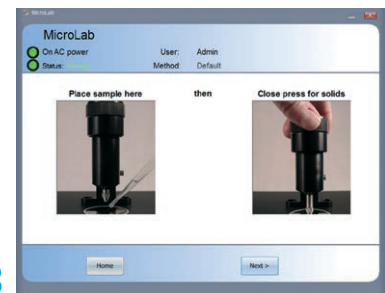 MicroLab
MicroLab
On AC power User: Admin
Status: Method: Default
Place sample here then Close press for solids
Home Next >